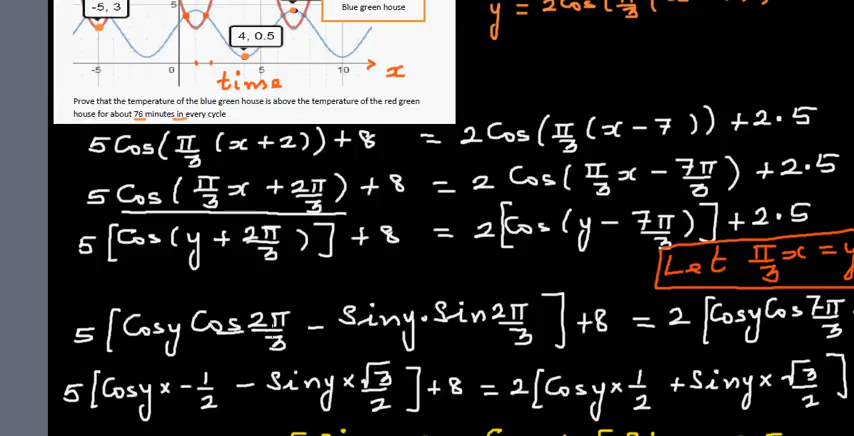 -5, 3
5
Blue green house
4, 0.5
-5
0
5
10
x
time
y = 2Cos(π/3
Prove that the temperature of the blue green house is above the temperature of the red green
house for about 76 minutes in every cycle
5Cos(π/3 (x+2))+8 = 2Cos(π/3(x-7))+2.5
5 Cos(π/3 x + 2π/3) + 8 = 2 Cos(π/3 x - 7π/3) + 2.5
5[Cos(y + 2π/3)] + 8 = 2[Cos(y - 7π/3)] + 2.5
Let π/3 x = y
5[Cosy Cos 2π/3 - Siny·Sin 2π/3] + 8 = 2[CosyCos 7π/3
5[Cosy × -1/2 - Siny × √3/2] + 8 = 2[Cosy × 1/2 + Siny × √3/2]